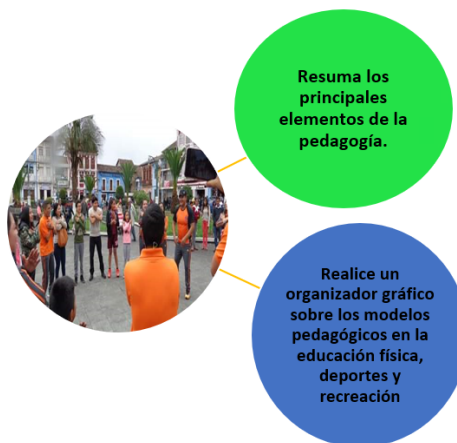 Resuma los
principales
elementos de la
pedagogía.
Realice un
organizador gráfico
sobre los modelos
pedagógicos en la
educación física,
deportes y
recreación